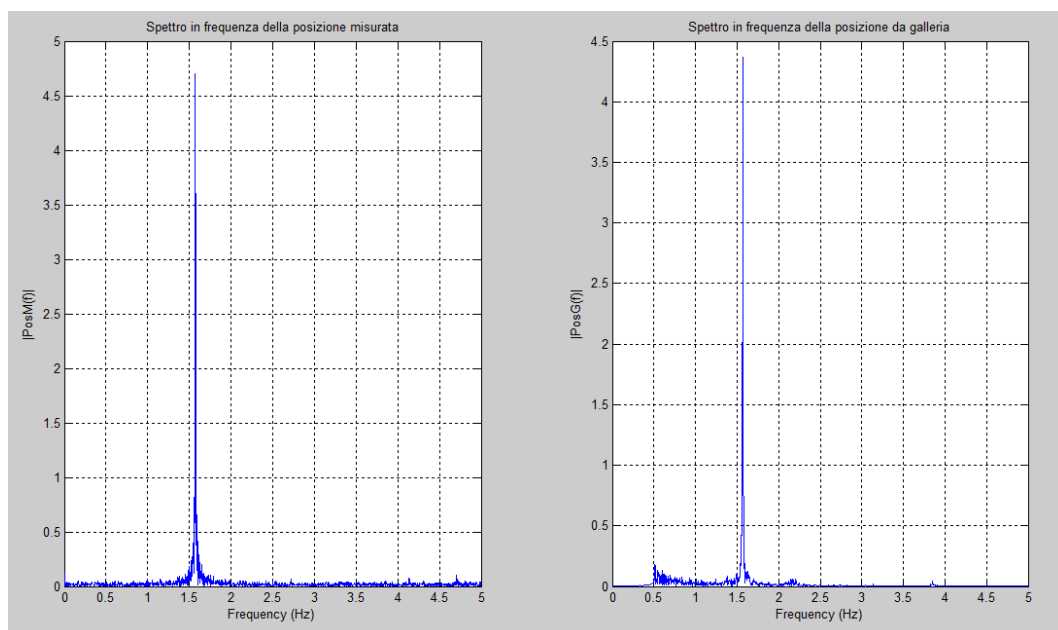 Spettro in frequenza della posizione misurata
5
4.5
4
3.5
3
2.5
2
1.5
1
0.5
0
|PosM(f)|
0 0.5 1 1.5 2 2.5 3 3.5 4 4.5 5
Frequency (Hz)
Spettro in frequenza della posizione da galleria
4.5
4
3.5
3
2.5
2
1.5
1
0.5
0
|PosG(f)|
0 0.5 1 1.5 2 2.5 3 3.5 4 4.5 5
Frequency (Hz)